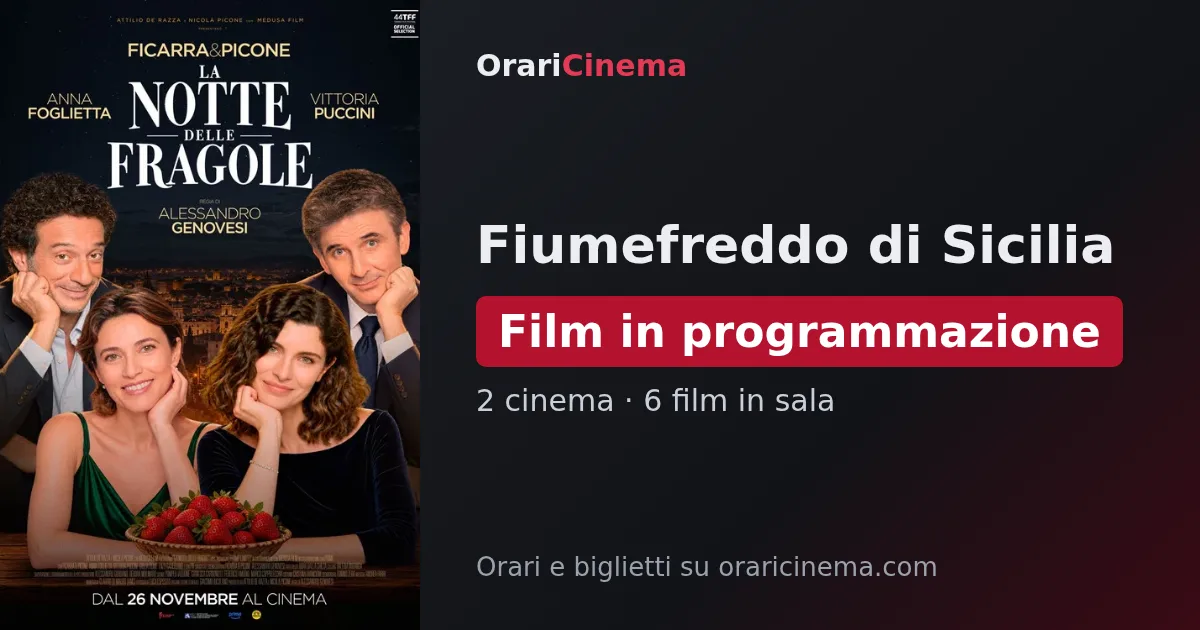 ATTILIO DE RAZZA E NICOLA PICONE CON MEDUSA FILM
44TFF
OFFICIAL
SELECTION
FICARRA&PICONE
LA
NOTTE
DELLE
FRAGOLE
ANNA
FOGLIETTA
VITTORIA
PUCCINI
REGIA DI
ALESSANDRO
GENOVESI
DAL 26 NOVEMBRE AL CINEMA
OrariCinema
Fiumefreddo di Sicilia
Film in programmazione
2 cinema · 6 film in sala
Orari e biglietti su oraricinema.com